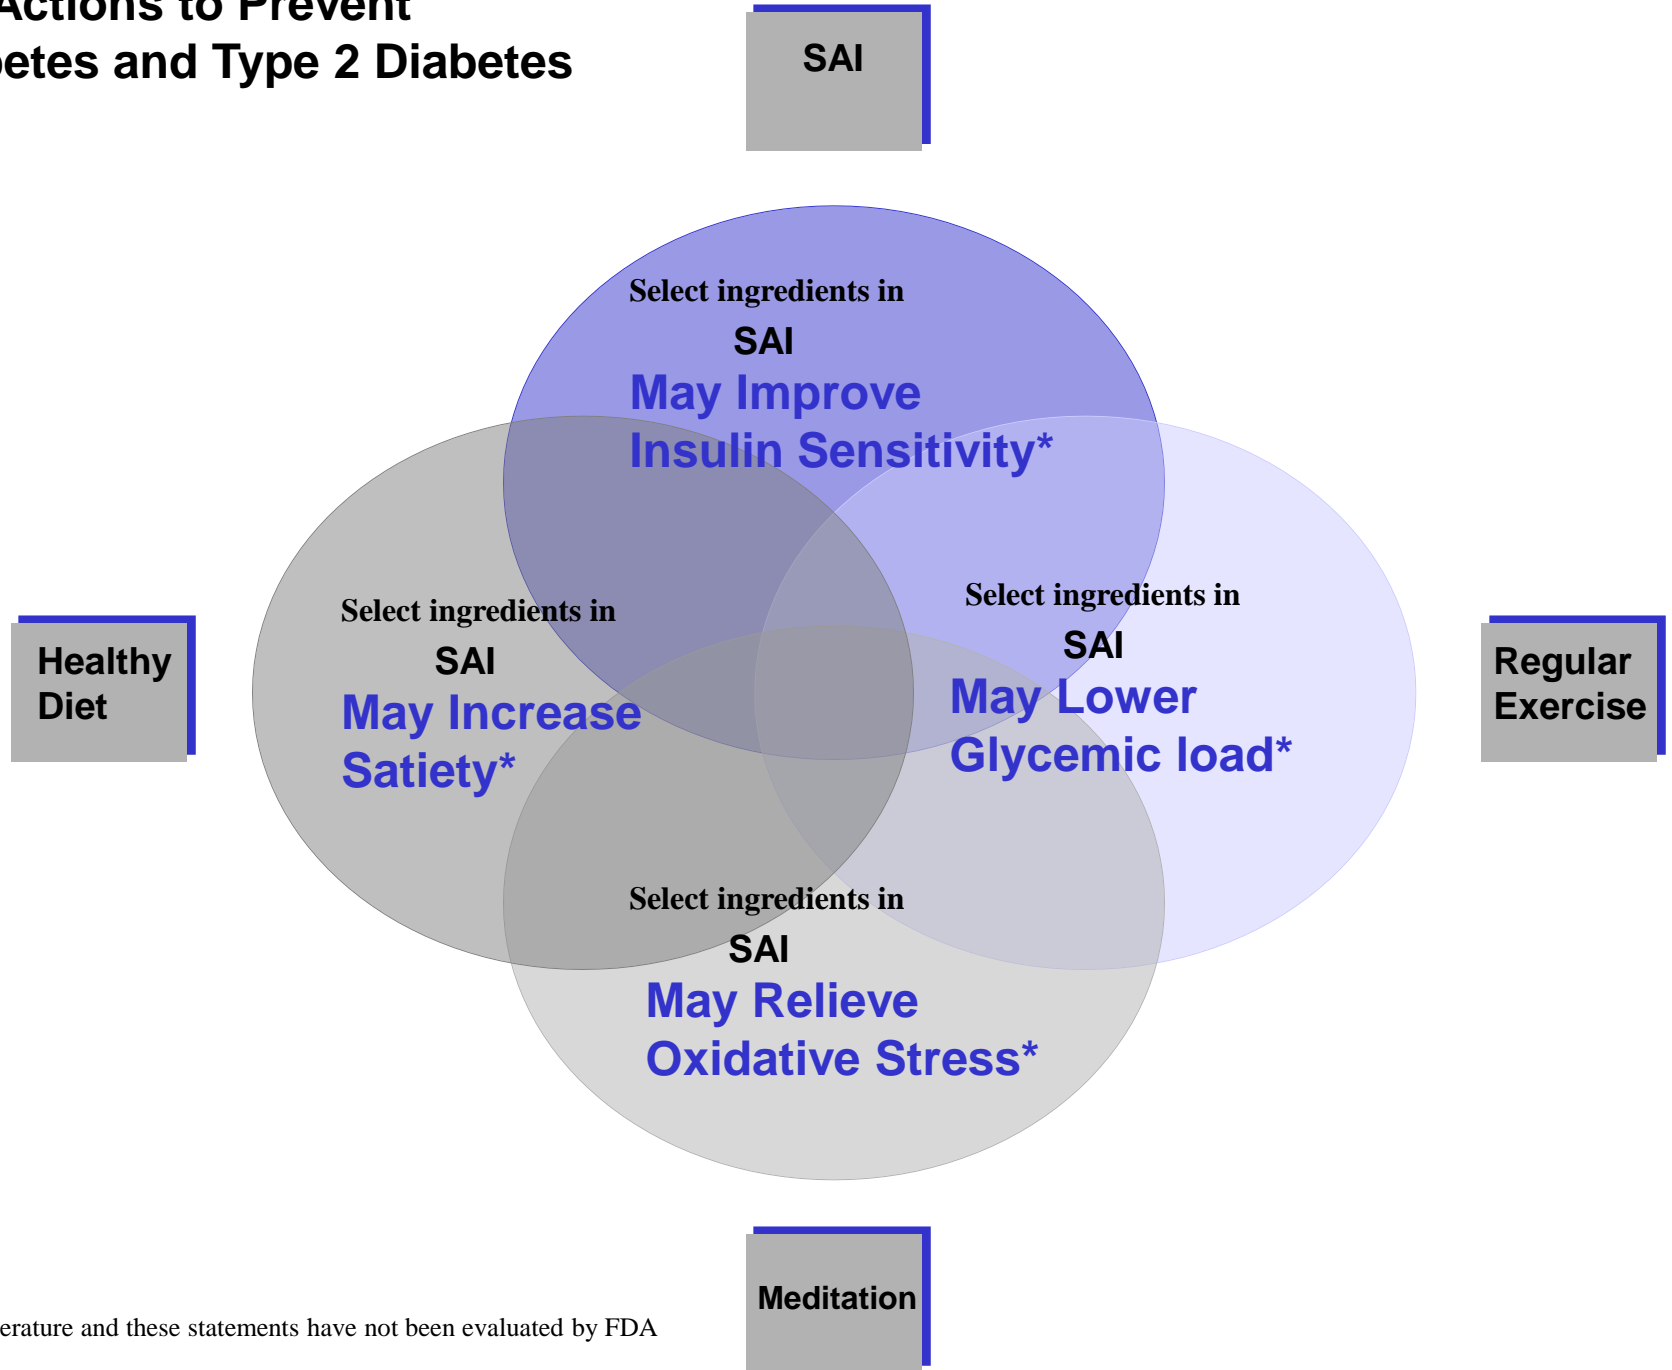 Actions to Prevent
betes and Type 2 Diabetes
SAI
Select ingredients in
SAI
May Improve
Insulin Sensitivity*
Select ingredients in
SAI
May Increase
Satiety*
Select ingredients in
SAI
May Lower
Glycemic load*
Healthy
Diet
Regular
Exercise
Select ingredients in
SAI
May Relieve
Oxidative Stress*
Meditation
erature and these statements have not been evaluated by FDA